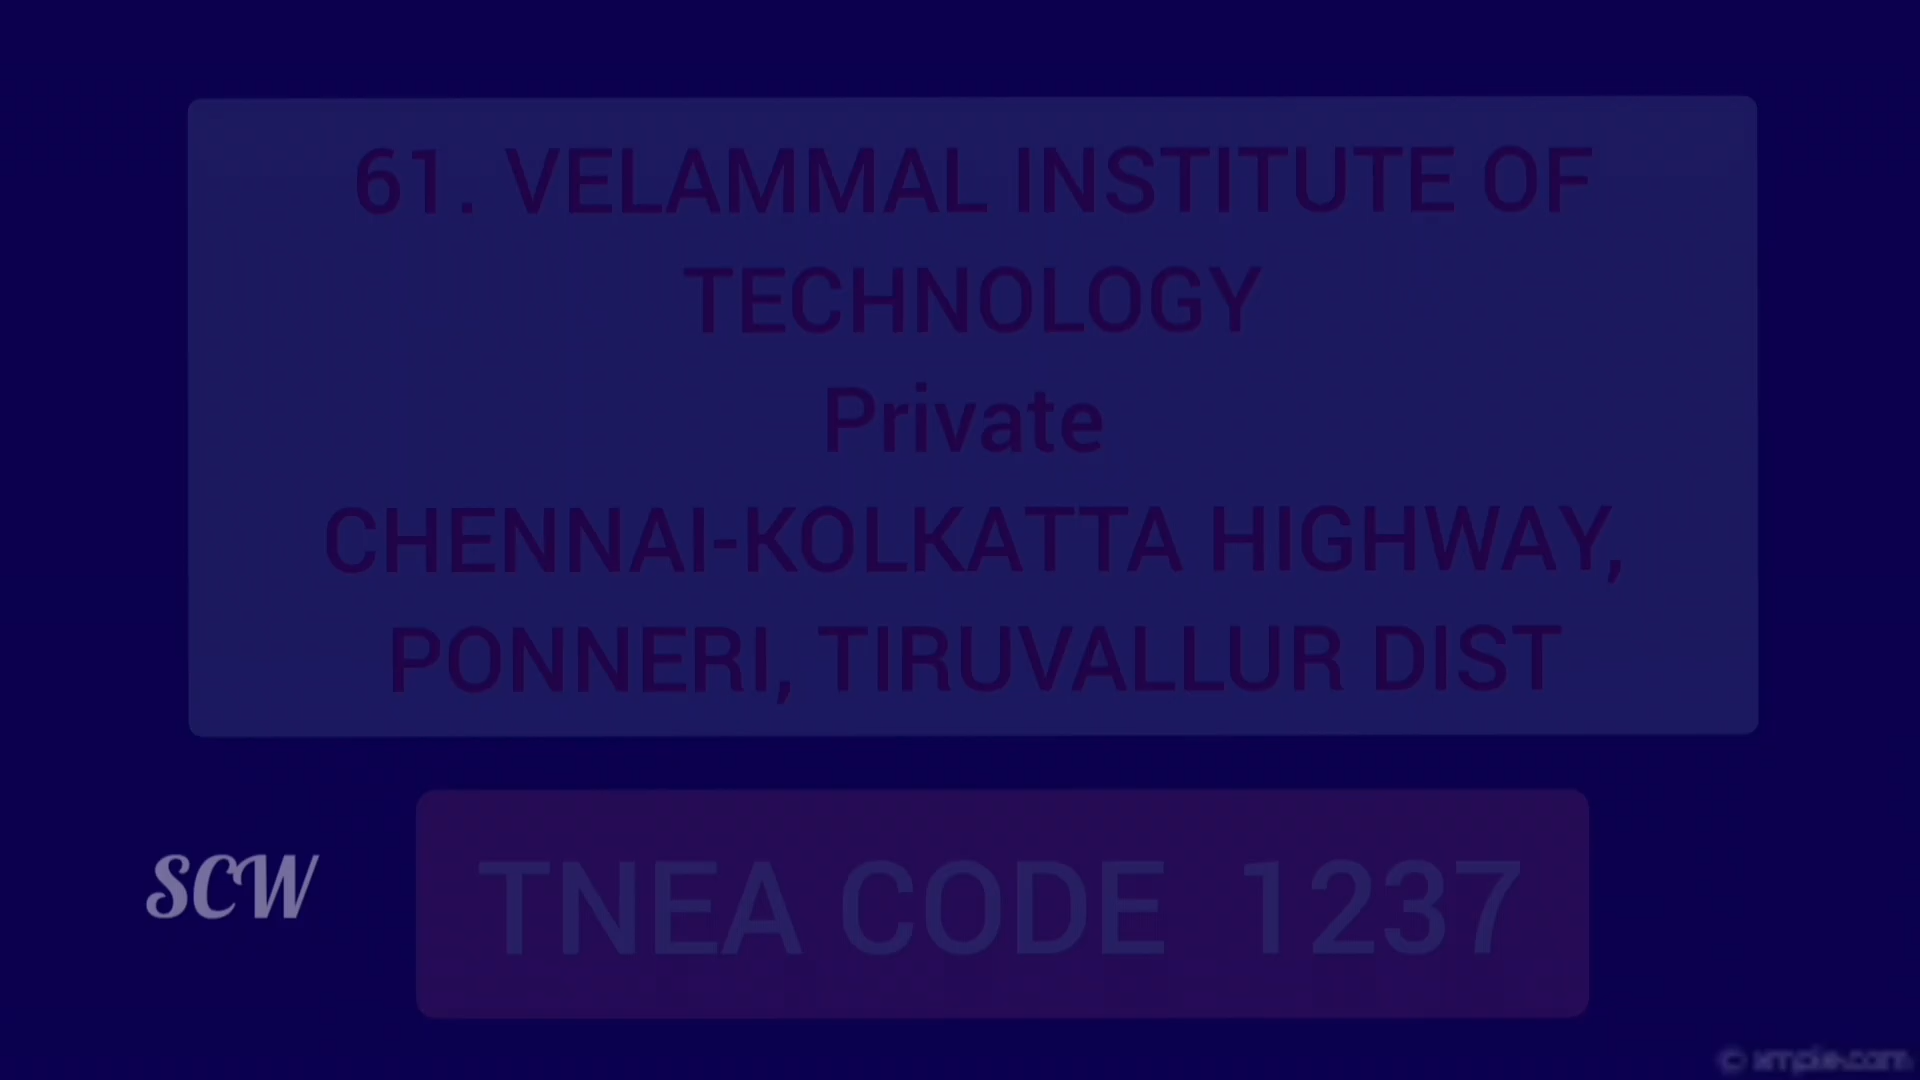 61. VELAMMAL INSTITUTE OF
TECHNOLOGY
Private
CHENNAI-KOLKATTA HIGHWAY,
PONNERI, TIRUVALLUR DIST
SCW
TNEA CODE 1237